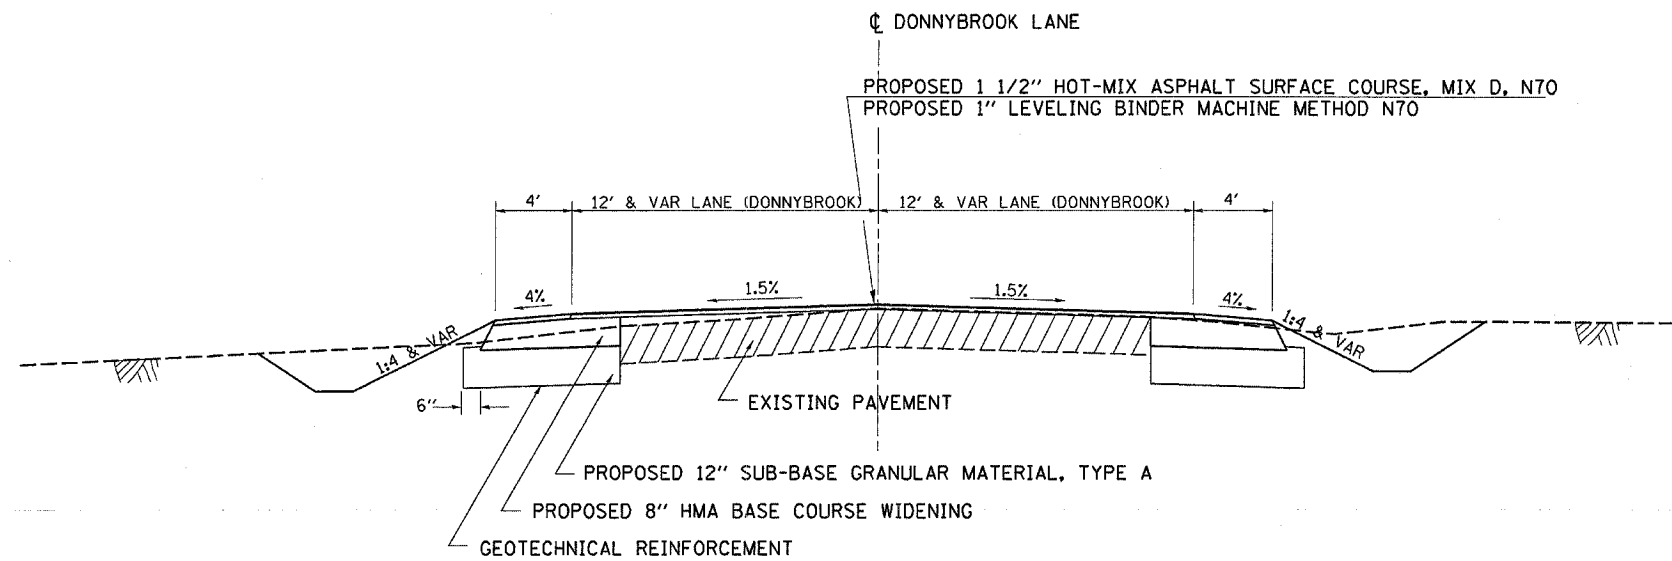 ℄ DONNYBROOK LANE
PROPOSED 1 1/2" HOT-MIX ASPHALT SURFACE COURSE, MIX D, N70
PROPOSED 1" LEVELING BINDER MACHINE METHOD N70
4' 12' & VAR LANE (DONNYBROOK) 12' & VAR LANE (DONNYBROOK) 4'
4% 1.5% 1.5% 4%
1:4 & VAR 1:4 & VAR
6"
EXISTING PAVEMENT
PROPOSED 12" SUB-BASE GRANULAR MATERIAL, TYPE A
PROPOSED 8" HMA BASE COURSE WIDENING
GEOTECHNICAL REINFORCEMENT